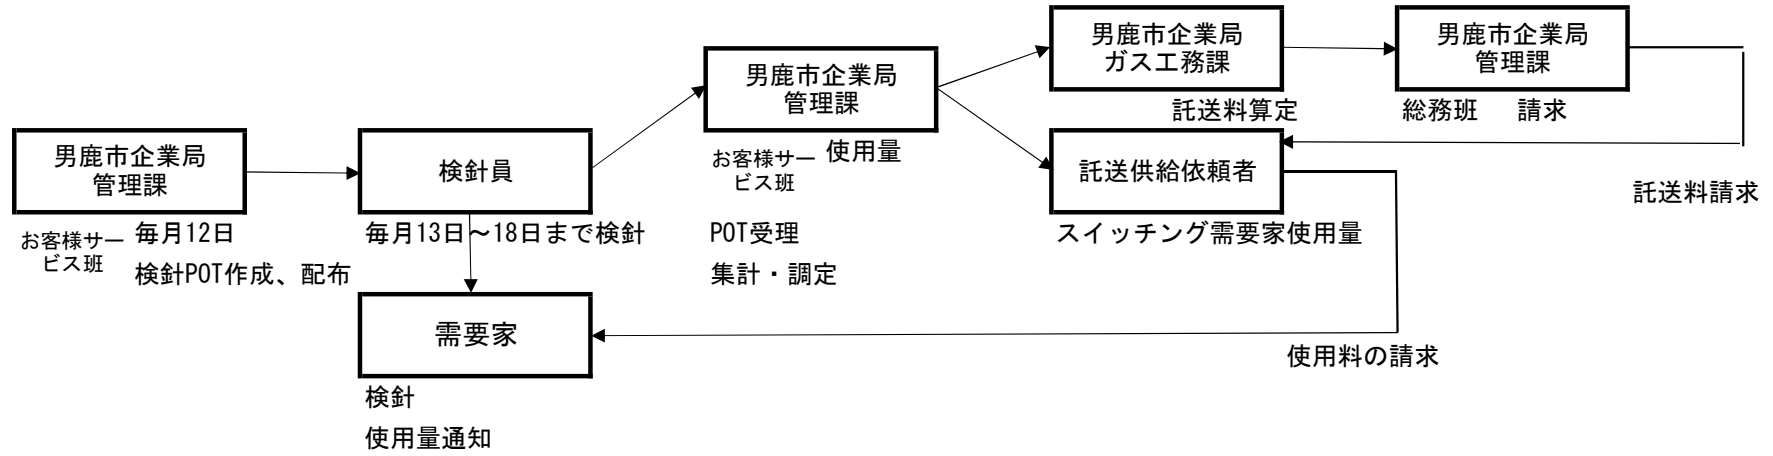 男鹿市企業局
管理課
お客様サー
ビス班
毎月12日
検針POT作成、配布
検針員
毎月13日～18日まで検針
需要家
検針
使用量通知
男鹿市企業局
管理課
お客様サー
ビス班
使用量
POT受理
集計・調定
男鹿市企業局
ガス工務課
託送料算定
男鹿市企業局
管理課
総務班　請求
託送供給依頼者
スイッチング需要家使用量
託送料請求
使用料の請求